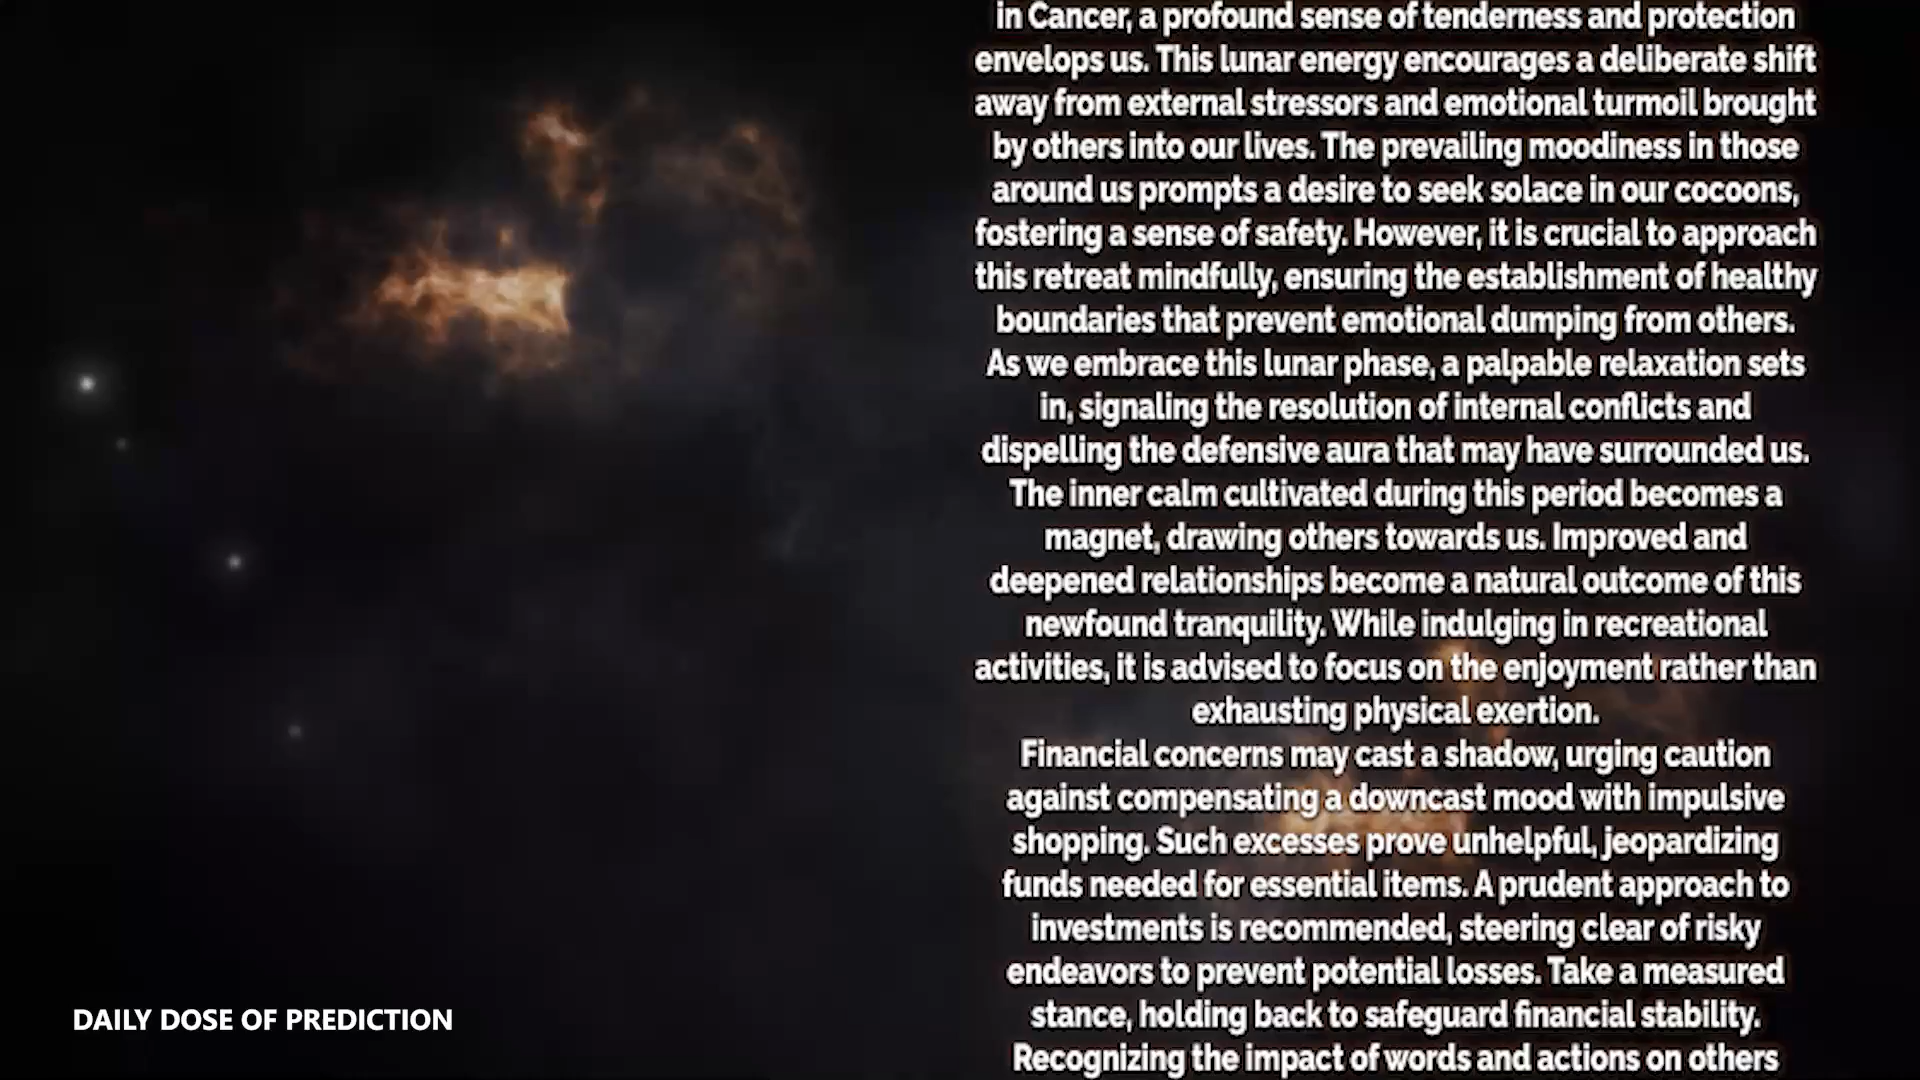 in Cancer, a profound sense of tenderness and protection
envelops us. This lunar energy encourages a deliberate shift
away from external stressors and emotional turmoil brought
by others into our lives. The prevailing moodiness in those
around us prompts a desire to seek solace in our cocoons,
fostering a sense of safety. However, it is crucial to approach
this retreat mindfully, ensuring the establishment of healthy
boundaries that prevent emotional dumping from others.
As we embrace this lunar phase, a palpable relaxation sets
in, signaling the resolution of internal conflicts and
dispelling the defensive aura that may have surrounded us.
The inner calm cultivated during this period becomes a
magnet, drawing others towards us. Improved and
deepened relationships become a natural outcome of this
newfound tranquility. While indulging in recreational
activities, it is advised to focus on the enjoyment rather than
exhausting physical exertion.
Financial concerns may cast a shadow, urging caution
against compensating a downcast mood with impulsive
shopping. Such excesses prove unhelpful, jeopardizing
funds needed for essential items. A prudent approach to
investments is recommended, steering clear of risky
endeavors to prevent potential losses. Take a measured
stance, holding back to safeguard financial stability.
Recognizing the impact of words and actions on others
DAILY DOSE OF PREDICTION